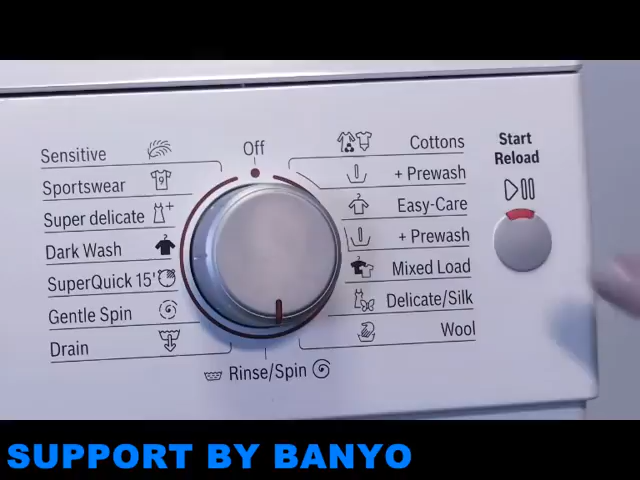 Off
Sensitive
Sportswear
9
Super delicate
Dark Wash
SuperQuick 15'
Gentle Spin
Drain
Rinse/Spin
Cottons
+ Prewash
Easy-Care
+ Prewash
Mixed Load
Delicate/Silk
Wool
Start
Reload
SUPPORT BY BANYO